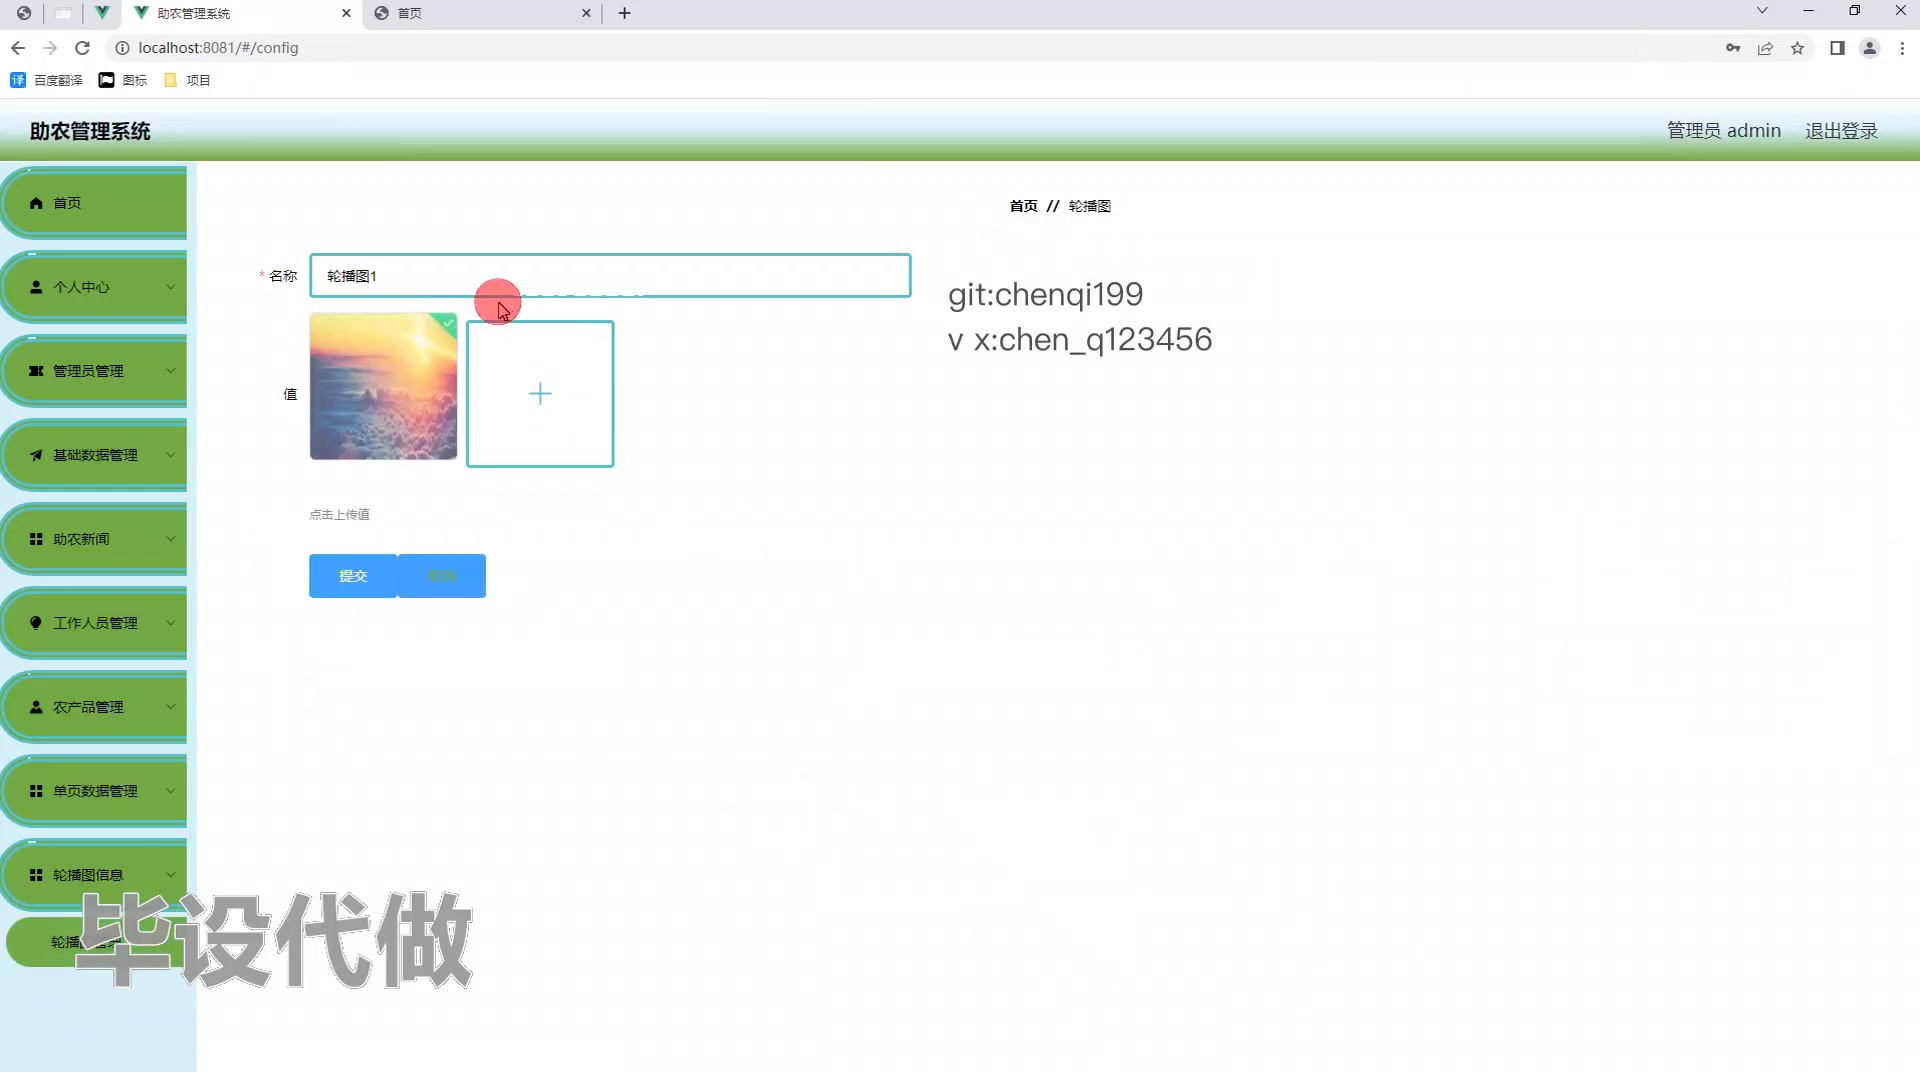 助农管理系统
首页
localhost:8081/#/config
译 百度翻译 图标 项目
助农管理系统
管理员 admin 退出登录
首页
个人中心
管理员管理
基础数据管理
助农新闻
工作人员管理
农产品管理
单页数据管理
轮播图信息
首页 // 轮播图
* 名称 轮播图1
值
点击上传值
提交
git:chenqi199
v x:chen_q123456
毕设代做